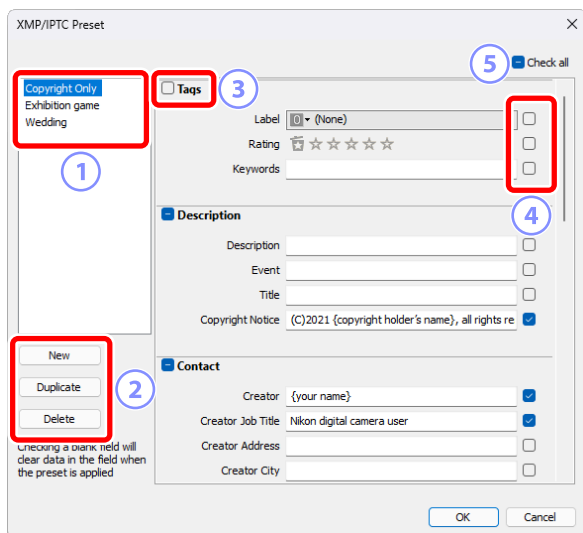 XMP/IPTC Preset
5
Check all
Copyright Only
Exhibition game
Wedding
1
Tags
3
Label
0 (None)
Rating
Keywords
4
Description
Description
Event
Title
Copyright Notice (C)2021 {copyright holder's name}, all rights re
New
Duplicate
Delete
2
Checking a blank field will
clear data in the field when
the preset is applied
Contact
Creator {your name}
Creator Job Title Nikon digital camera user
Creator Address
Creator City
OK
Cancel